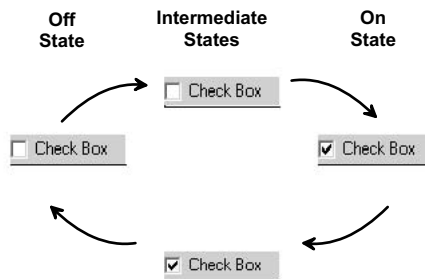 Off
State
Intermediate
States
On
State
Check Box
Check Box
Check Box
Check Box